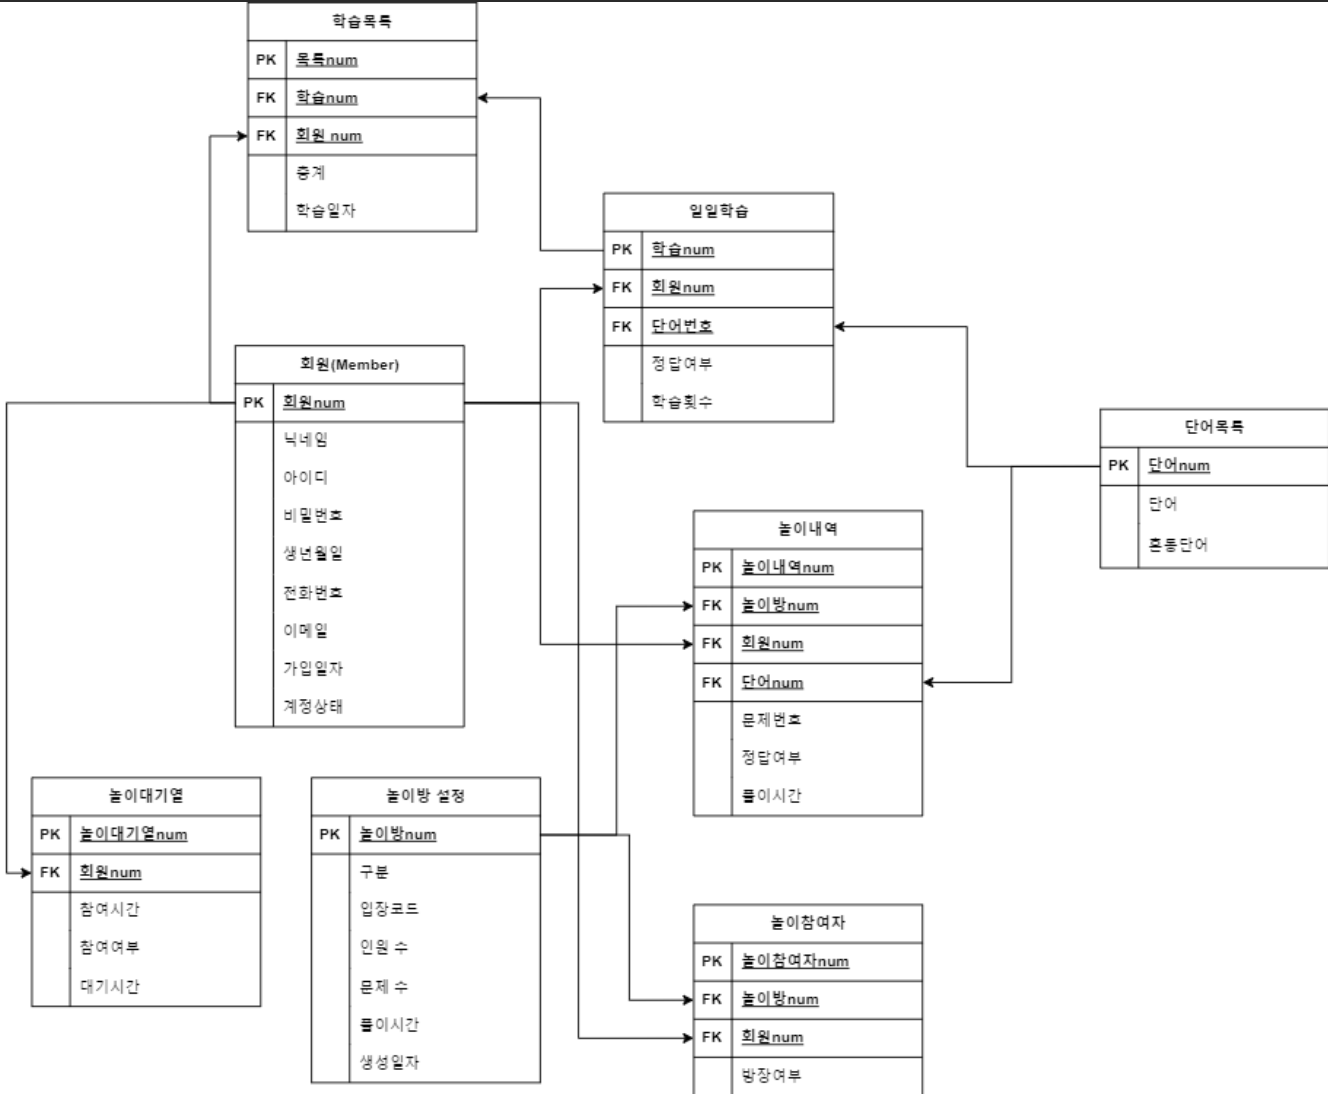 학습목록
PK 목록num
FK 학습num
FK 회원 num
중계
학습일자
일일학습
PK 학습num
FK 회원num
FK 단어번호
정답여부
학습횟수
회원(Member)
PK 회원num
닉네임
아이디
비밀번호
생년월일
전화번호
이메일
가입일자
계정상태
단어목록
PK 단어num
단어
혼동단어
놀이내역
PK 놀이내역num
FK 놀이방num
FK 회원num
FK 단어num
문제번호
정답여부
풀이시간
놀이대기열
PK 놀이대기열num
FK 회원num
참여시간
참여여부
대기시간
놀이방 설정
PK 놀이방num
구분
입장코드
인원 수
문제 수
풀이시간
생성일자
놀이참여자
PK 놀이참여자num
FK 놀이방num
FK 회원num
방장여부